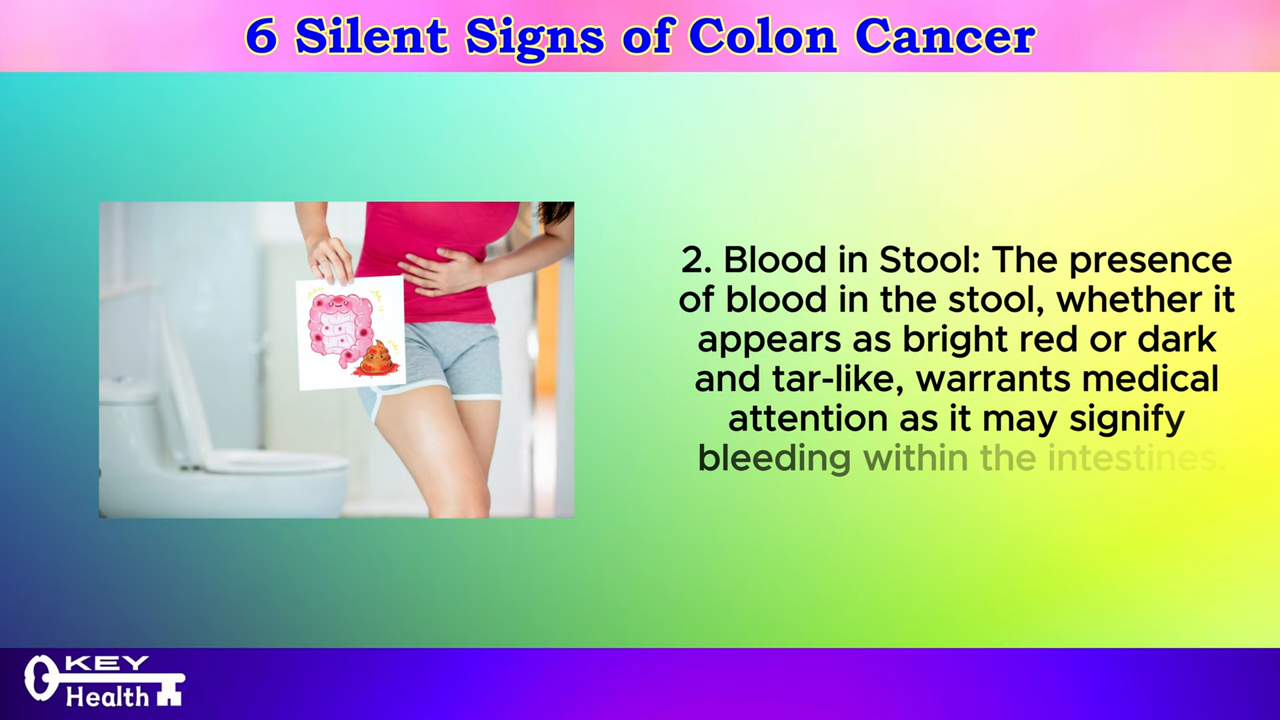 6 Silent Signs of Colon Cancer
2. Blood in Stool: The presence
of blood in the stool, whether it
appears as bright red or dark
and tar-like, warrants medical
attention as it may signify
bleeding within the intestines.
KEY
Health